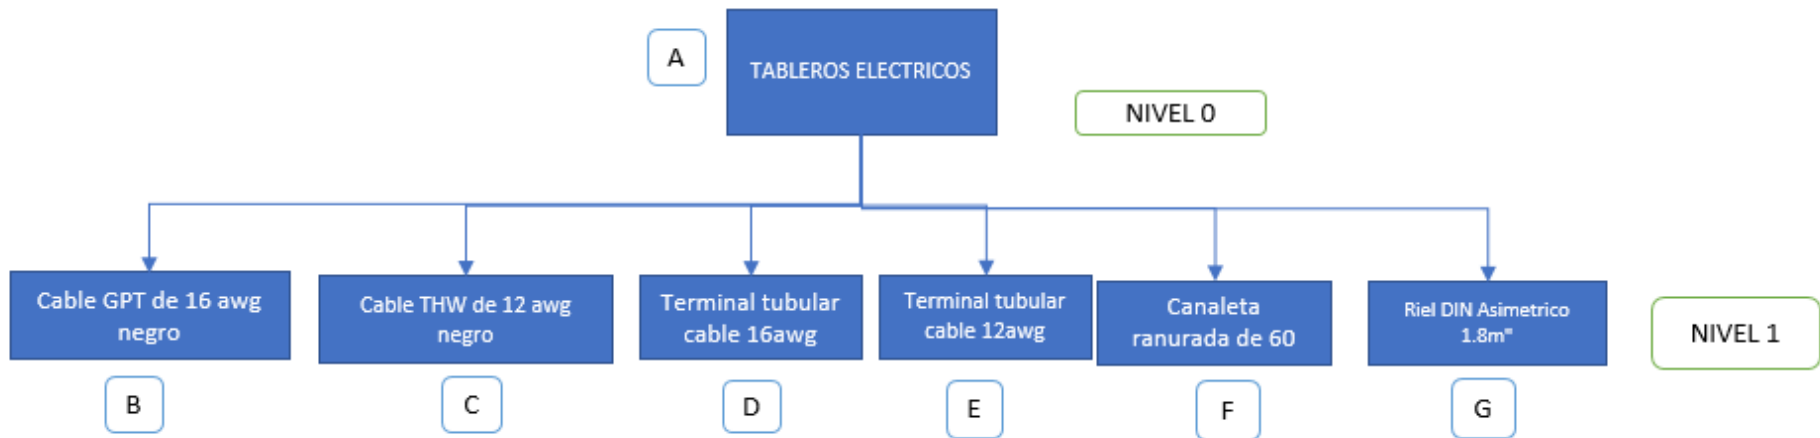 A
TABLEROS ELECTRICOS
NIVEL 0
Cable GPT de 16 awg
negro
Cable THW de 12 awg
negro
Terminal tubular
cable 16awg
Terminal tubular
cable 12awg
Canaleta
ranurada de 60
Riel DIN Asimetrico
1.8m"
NIVEL 1
B
C
D
E
F
G